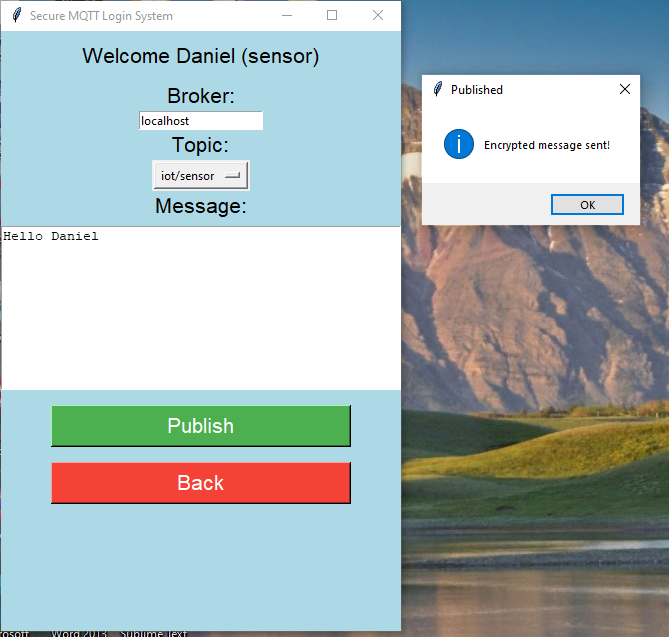 Secure MQTT Login System
Welcome Daniel (sensor)
Broker:
localhost
Topic:
iot/sensor
Message:
Hello Daniel
Publish
Back
Published
Encrypted message sent!
OK
Word 2013
Sublime Text